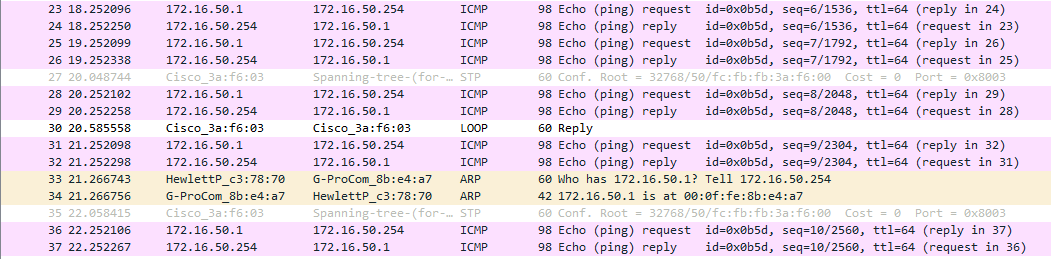 23 18.252096 172.16.50.1 172.16.50.254 ICMP 98 Echo (ping) request id=0x0b5d, seq=6/1536, ttl=64 (reply in 24)
24 18.252250 172.16.50.254 172.16.50.1 ICMP 98 Echo (ping) reply id=0x0b5d, seq=6/1536, ttl=64 (request in 23)
25 19.252099 172.16.50.1 172.16.50.254 ICMP 98 Echo (ping) request id=0x0b5d, seq=7/1792, ttl=64 (reply in 26)
26 19.252338 172.16.50.254 172.16.50.1 ICMP 98 Echo (ping) reply id=0x0b5d, seq=7/1792, ttl=64 (request in 25)
27 20.048744 Cisco_3a:f6:03 Spanning-tree-(for-… STP 60 Conf. Root = 32768/50/fc:fb:fb:3a:f6:00 Cost = 0 Port = 0x8003
28 20.252102 172.16.50.1 172.16.50.254 ICMP 98 Echo (ping) request id=0x0b5d, seq=8/2048, ttl=64 (reply in 29)
29 20.252258 172.16.50.254 172.16.50.1 ICMP 98 Echo (ping) reply id=0x0b5d, seq=8/2048, ttl=64 (request in 28)
30 20.585558 Cisco_3a:f6:03 Cisco_3a:f6:03 LOOP 60 Reply
31 21.252098 172.16.50.1 172.16.50.254 ICMP 98 Echo (ping) request id=0x0b5d, seq=9/2304, ttl=64 (reply in 32)
32 21.252298 172.16.50.254 172.16.50.1 ICMP 98 Echo (ping) reply id=0x0b5d, seq=9/2304, ttl=64 (request in 31)
33 21.266743 HewlettP_c3:78:70 G-ProCom_8b:e4:a7 ARP 60 Who has 172.16.50.1? Tell 172.16.50.254
34 21.266756 G-ProCom_8b:e4:a7 HewlettP_c3:78:70 ARP 42 172.16.50.1 is at 00:0f:fe:8b:e4:a7
35 22.058415 Cisco_3a:f6:03 Spanning-tree-(for-… STP 60 Conf. Root = 32768/50/fc:fb:fb:3a:f6:00 Cost = 0 Port = 0x8003
36 22.252106 172.16.50.1 172.16.50.254 ICMP 98 Echo (ping) request id=0x0b5d, seq=10/2560, ttl=64 (reply in 37)
37 22.252267 172.16.50.254 172.16.50.1 ICMP 98 Echo (ping) reply id=0x0b5d, seq=10/2560, ttl=64 (request in 36)